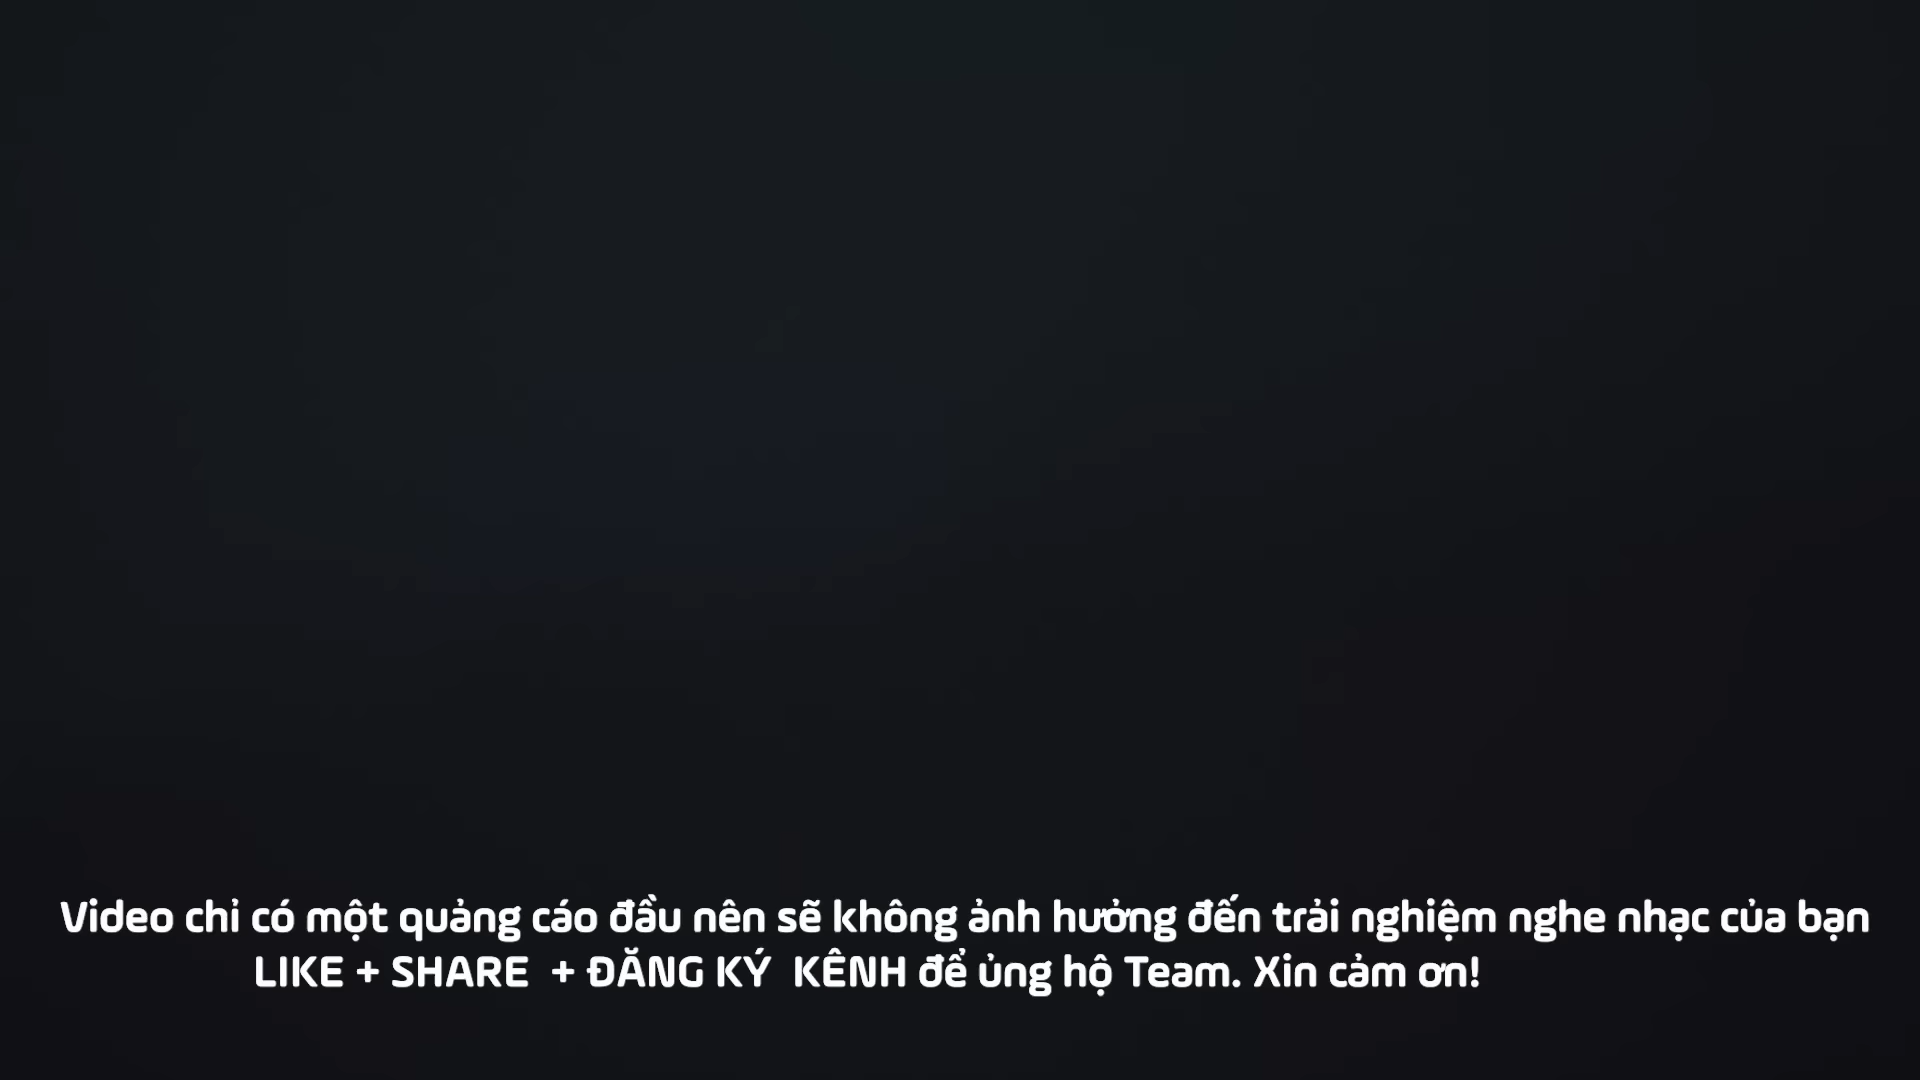 Video chỉ có một quảng cáo đầu nên sẽ không ảnh hưởng đến trải nghiệm nghe nhạc của bạn
LIKE + SHARE + ĐĂNG KÝ KÊNH để ủng hộ Team. Xin cảm ơn!